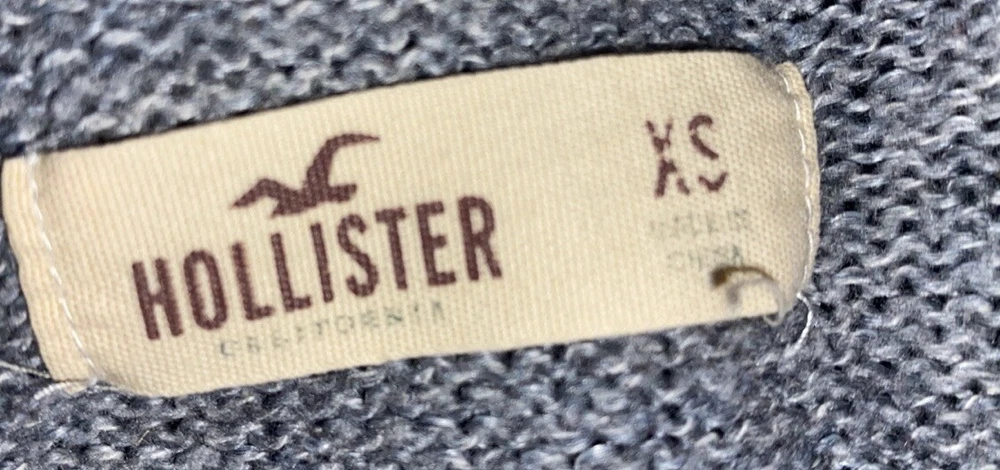 HOLLISTER
CALIFORNIA
XS
MADE IN
CHINA